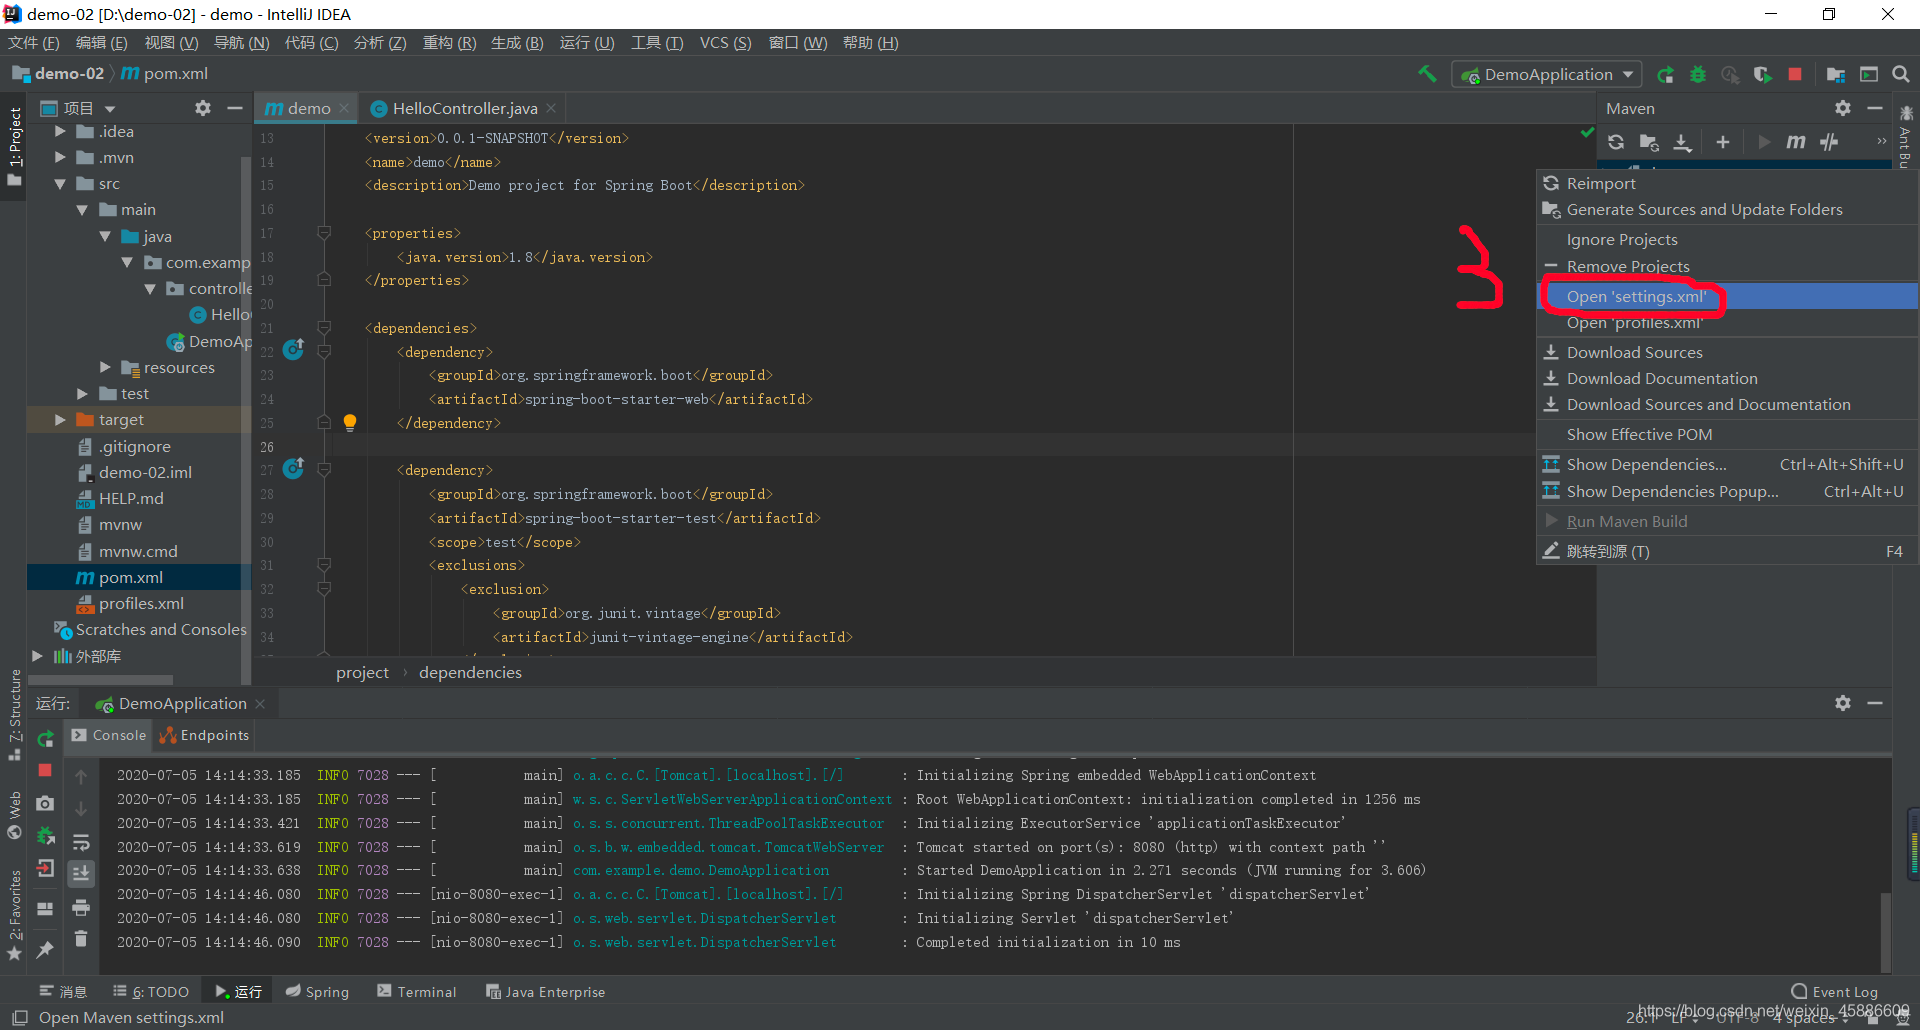 demo-02 [D:\demo-02] - demo - IntelliJ IDEA
文件 (F) 编辑 (E) 视图 (V) 导航 (N) 代码 (C) 分析 (Z) 重构 (R) 生成 (B) 运行 (U) 工具 (T) VCS (S) 窗口 (W) 帮助 (H)
demo-02 pom.xml
DemoApplication
1: Project
项目
demo
HelloController.java
Maven
Ant Bu
.idea
.mvn
src
main
java
com.examp
controlle
Hello
DemoAp
resources
test
target
.gitignore
demo-02.iml
HELP.md
mvnw
mvnw.cmd
pom.xml
profiles.xml
Scratches and Consoles
外部库
13 <version>0.0.1-SNAPSHOT</version>
14 <name>demo</name>
15 <description>Demo project for Spring Boot</description>
16
17 <properties>
18 <java.version>1.8</java.version>
19 </properties>
20
21 <dependencies>
22 <dependency>
23 <groupId>org.springframework.boot</groupId>
24 <artifactId>spring-boot-starter-web</artifactId>
25 </dependency>
26
27 <dependency>
28 <groupId>org.springframework.boot</groupId>
29 <artifactId>spring-boot-starter-test</artifactId>
30 <scope>test</scope>
31 <exclusions>
32 <exclusion>
33 <groupId>org.junit.vintage</groupId>
34 <artifactId>junit-vintage-engine</artifactId>
project › dependencies
3
Reimport
Generate Sources and Update Folders
Ignore Projects
Remove Projects
Open 'settings.xml'
Open 'profiles.xml'
Download Sources
Download Documentation
Download Sources and Documentation
Show Effective POM
Show Dependencies... Ctrl+Alt+Shift+U
Show Dependencies Popup... Ctrl+Alt+U
Run Maven Build
跳转到源 (T) F4
Z: Structure
Web
2: Favorites
运行: DemoApplication
Console Endpoints
2020-07-05 14:14:33.185 INFO 7028 --- [ main] o.a.c.c.C.[Tomcat].[localhost].[/] : Initializing Spring embedded WebApplicationContext
2020-07-05 14:14:33.185 INFO 7028 --- [ main] w.s.c.ServletWebServerApplicationContext : Root WebApplicationContext: initialization completed in 1256 ms
2020-07-05 14:14:33.421 INFO 7028 --- [ main] o.s.s.concurrent.ThreadPoolTaskExecutor : Initializing ExecutorService 'applicationTaskExecutor'
2020-07-05 14:14:33.619 INFO 7028 --- [ main] o.s.b.w.embedded.tomcat.TomcatWebServer : Tomcat started on port(s): 8080 (http) with context path ''
2020-07-05 14:14:33.638 INFO 7028 --- [ main] com.example.demo.DemoApplication : Started DemoApplication in 2.271 seconds (JVM running for 3.606)
2020-07-05 14:14:46.080 INFO 7028 --- [nio-8080-exec-1] o.a.c.c.C.[Tomcat].[localhost].[/] : Initializing Spring DispatcherServlet 'dispatcherServlet'
2020-07-05 14:14:46.080 INFO 7028 --- [nio-8080-exec-1] o.s.web.servlet.DispatcherServlet : Initializing Servlet 'dispatcherServlet'
2020-07-05 14:14:46.090 INFO 7028 --- [nio-8080-exec-1] o.s.web.servlet.DispatcherServlet : Completed initialization in 10 ms
消息 6: TODO 运行 Spring Terminal Java Enterprise
Event Log
Open Maven settings.xml
26:1 LF UTF-8 4 spaces
https://blog.csdn.net/weixin_45886609